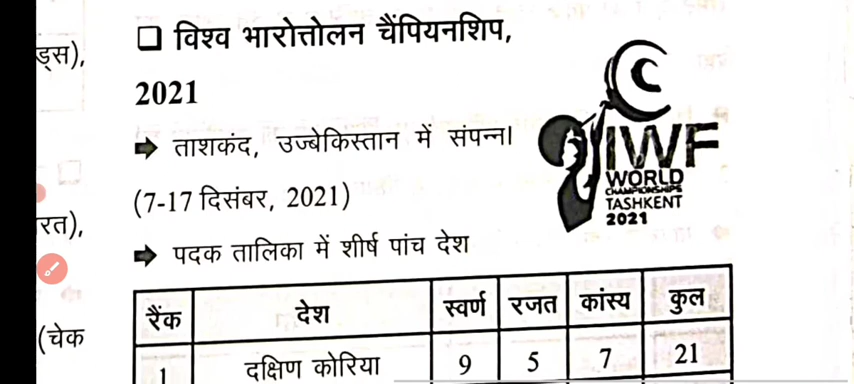 ड्स),
❑ विश्व भारोत्तोलन चैंपियनशिप,
2021
➡ ताशकंद, उज्बेकिस्तान में संपन्न।
(7-17 दिसंबर, 2021)
IWF
WORLD
CHAMPIONSHIPS
TASHKENT
2021
रत),
➡ पदक तालिका में शीर्ष पांच देश
(चेक
रैंक देश स्वर्ण रजत कांस्य कुल
1 दक्षिण कोरिया 9 5 7 21